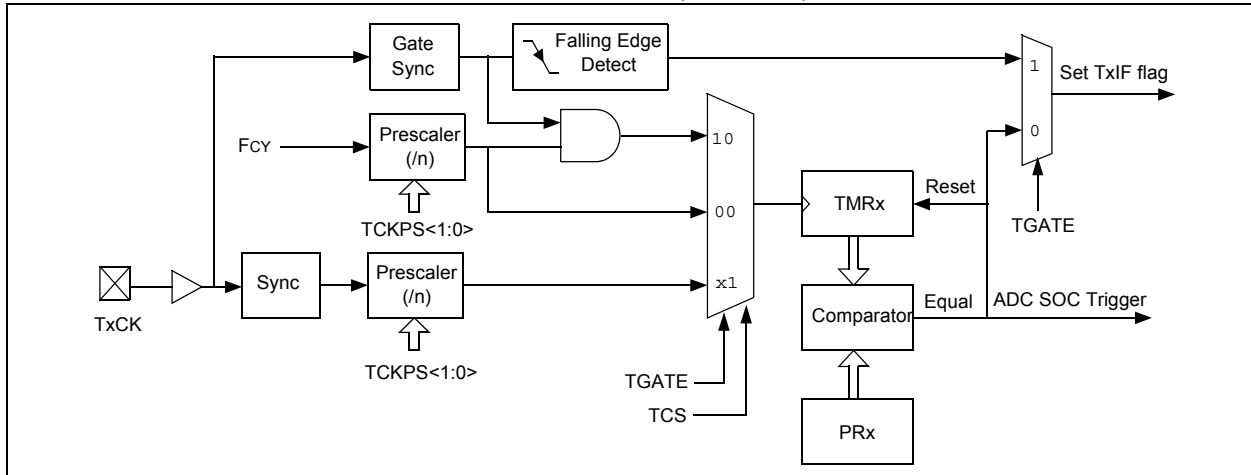 Gate
Sync
Falling Edge
Detect
1
Set TxIF flag
0
FCY
Prescaler
(/n)
10
TCKPS<1:0>
00
TMRx
Reset
TGATE
TxCK
Sync
Prescaler
(/n)
x1
Comparator
Equal
ADC SOC Trigger
TCKPS<1:0>
TGATE
TCS
PRx